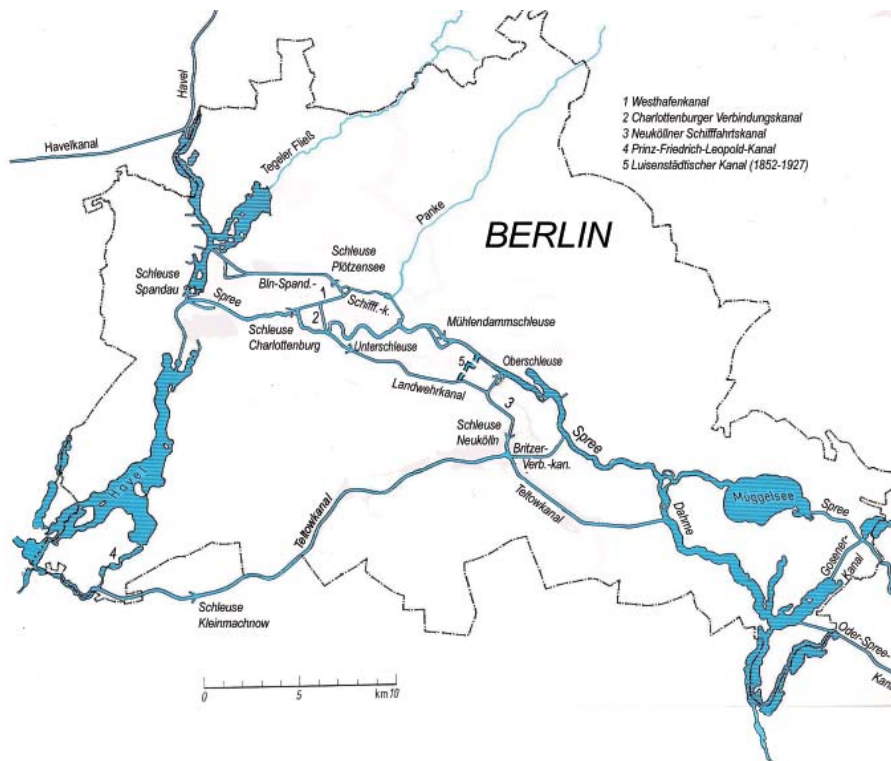 Havel
Havelkanal
Tegeler Fließ
Panke
1 Westhafenkanal
2 Charlottenburger Verbindungskanal
3 Neuköllner Schifffahrtskanal
4 Prinz-Friedrich-Leopold-Kanal
5 Luisenstädtischer Kanal (1852-1927)
BERLIN
Schleuse
Plötzensee
Schleuse
Spandau
Bln-Spand.-
Schifff.-k.
Spree
1
2
Schleuse
Charlottenburg
Unterschleuse
Mühlendammschleuse
5
Oberschleuse
Landwehrkanal
3
Schleuse
Neukölln
Britzer-
Verb.-kan.
Spree
Teltowkanal
Teltowkanal
Dahme
Müggelsee
Spree
Gosener-
Kanal
Oder-Spree-
Kana
Havel
4
Schleuse
Kleinmachnow
0 5 km 10